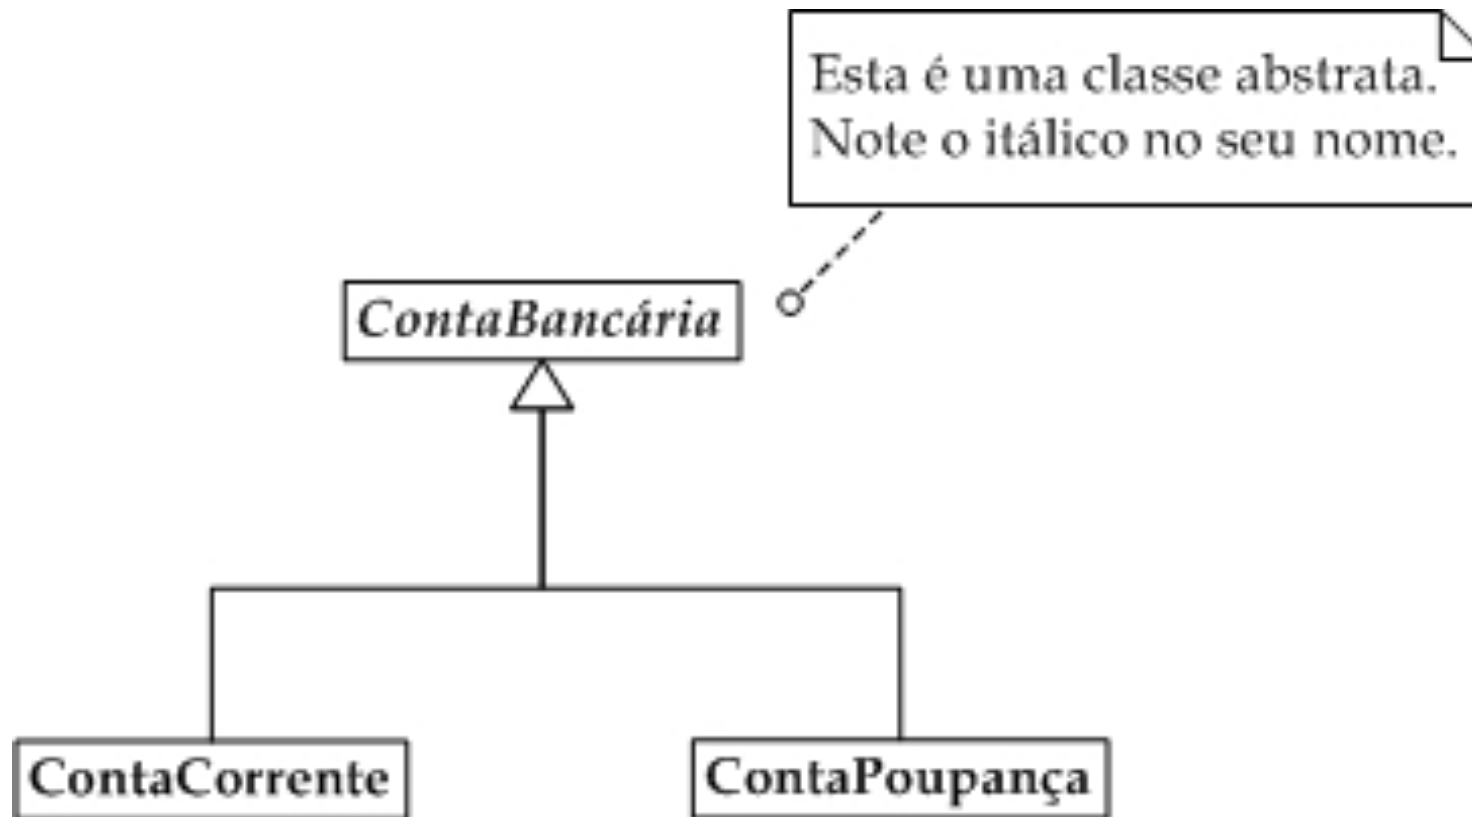 Esta é uma classe abstrata.
Note o itálico no seu nome.
ContaBancária
ContaCorrente
ContaPoupança